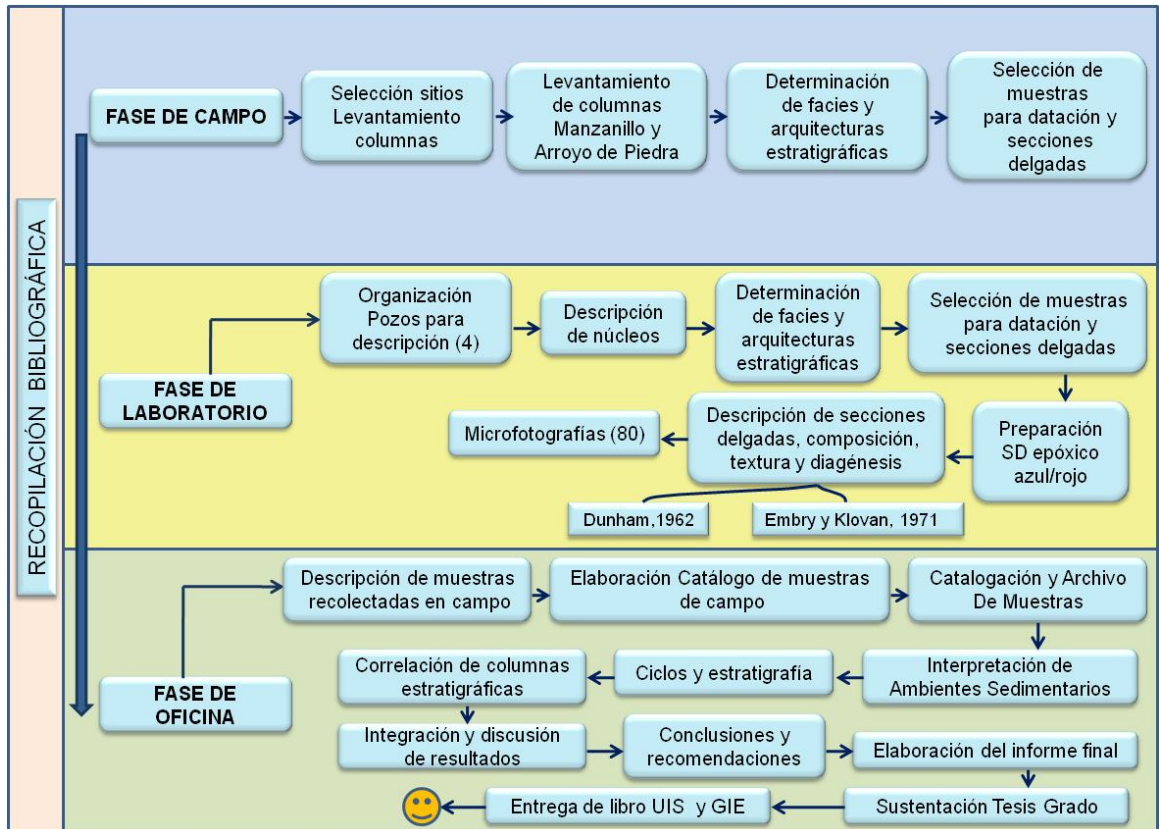 RECOPILACIÓN BIBLIOGRÁFICA
FASE DE CAMPO
Selección sitios
Levantamiento
columnas
Levantamiento
de columnas
Manzanillo y
Arroyo de Piedra
Determinación
de facies y
arquitecturas
estratigráficas
Selección de
muestras
para datación y
secciones
delgadas
FASE DE
LABORATORIO
Organización
Pozos para
descripción (4)
Descripción
de núcleos
Determinación
de facies y
arquitecturas
estratigráficas
Selección de muestras
para datación y
secciones delgadas
Preparación
SD epóxico
azul/rojo
Descripción de secciones
delgadas, composición,
textura y diagénesis
Microfotografías (80)
Dunham,1962
Embry y Klovan, 1971
FASE DE
OFICINA
Descripción de muestras
recolectadas en campo
Elaboración Catálogo de muestras
de campo
Catalogación y Archivo
De Muestras
Interpretación de
Ambientes Sedimentarios
Ciclos y estratigrafía
Correlación de columnas
estratigráficas
Integración y discusión
de resultados
Conclusiones y
recomendaciones
Elaboración del informe final
Sustentación Tesis Grado
Entrega de libro UIS y GIE